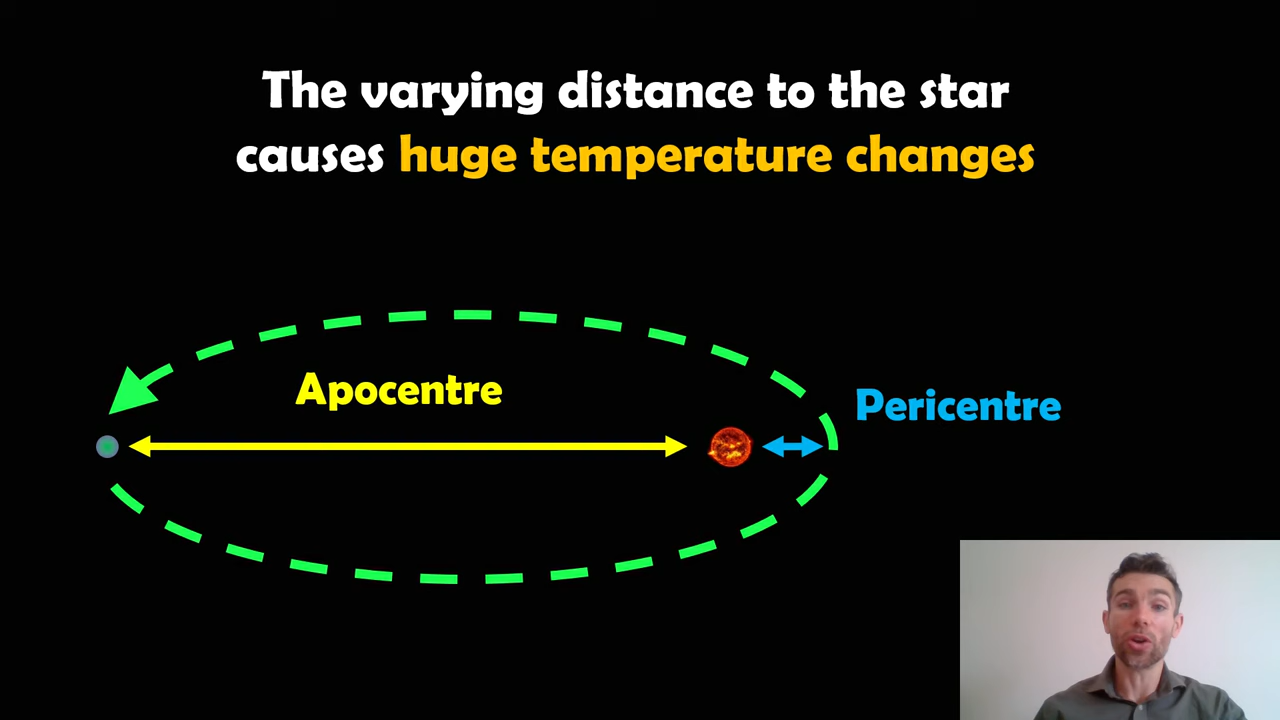 The varying distance to the star
causes huge temperature changes
Apocentre
Pericentre